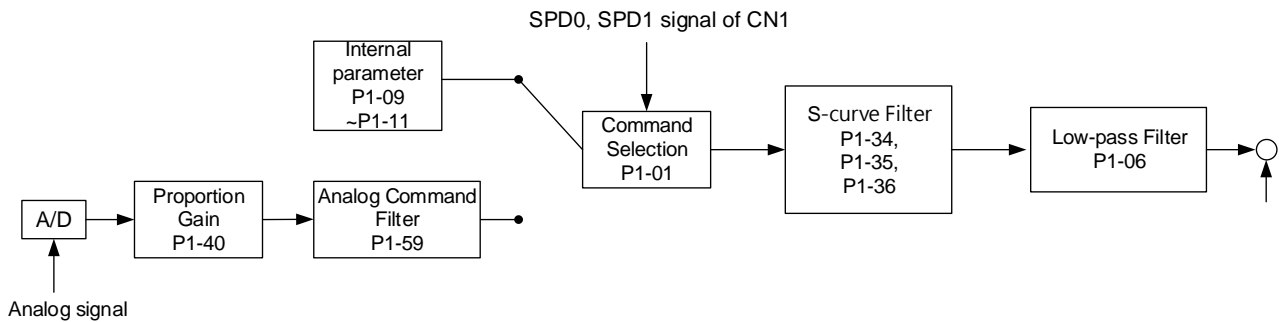 SPD0, SPD1 signal of CN1
Internal
parameter
P1-09
~P1-11
Command
Selection
P1-01
S-curve Filter
P1-34,
P1-35,
P1-36
Low-pass Filter
P1-06
A/D
Proportion
Gain
P1-40
Analog Command
Filter
P1-59
Analog signal